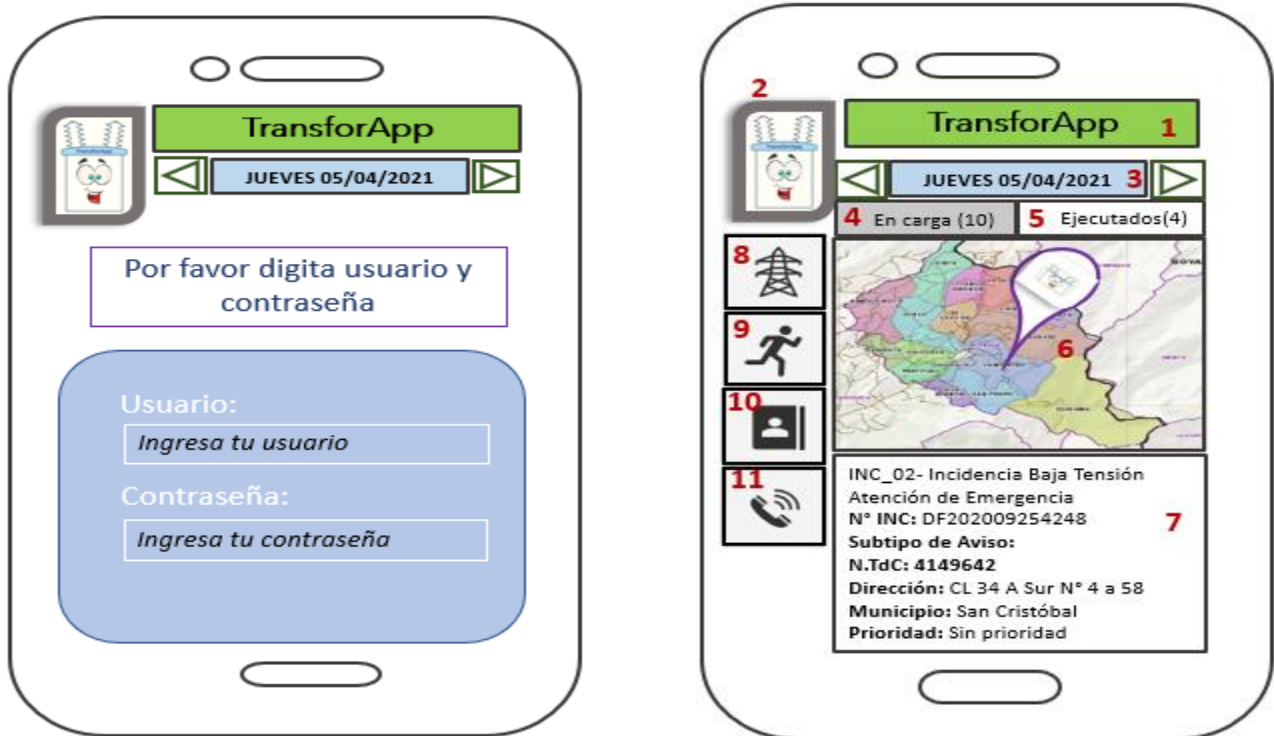 TransforApp
TransforApp
JUEVES 05/04/2021
Por favor digita usuario y
contraseña
Usuario:
Ingresa tu usuario
Contraseña:
Ingresa tu contraseña
2
TransforApp 1
JUEVES 05/04/2021 3
4 En carga (10)
5 Ejecutados(4)
8
9
10
11
6
INC_02- Incidencia Baja Tensión
Atención de Emergencia
N° INC: DF202009254248
7
Subtipo de Aviso:
N.TdC: 4149642
Dirección: CL 34 A Sur N° 4 a 58
Municipio: San Cristóbal
Prioridad: Sin prioridad